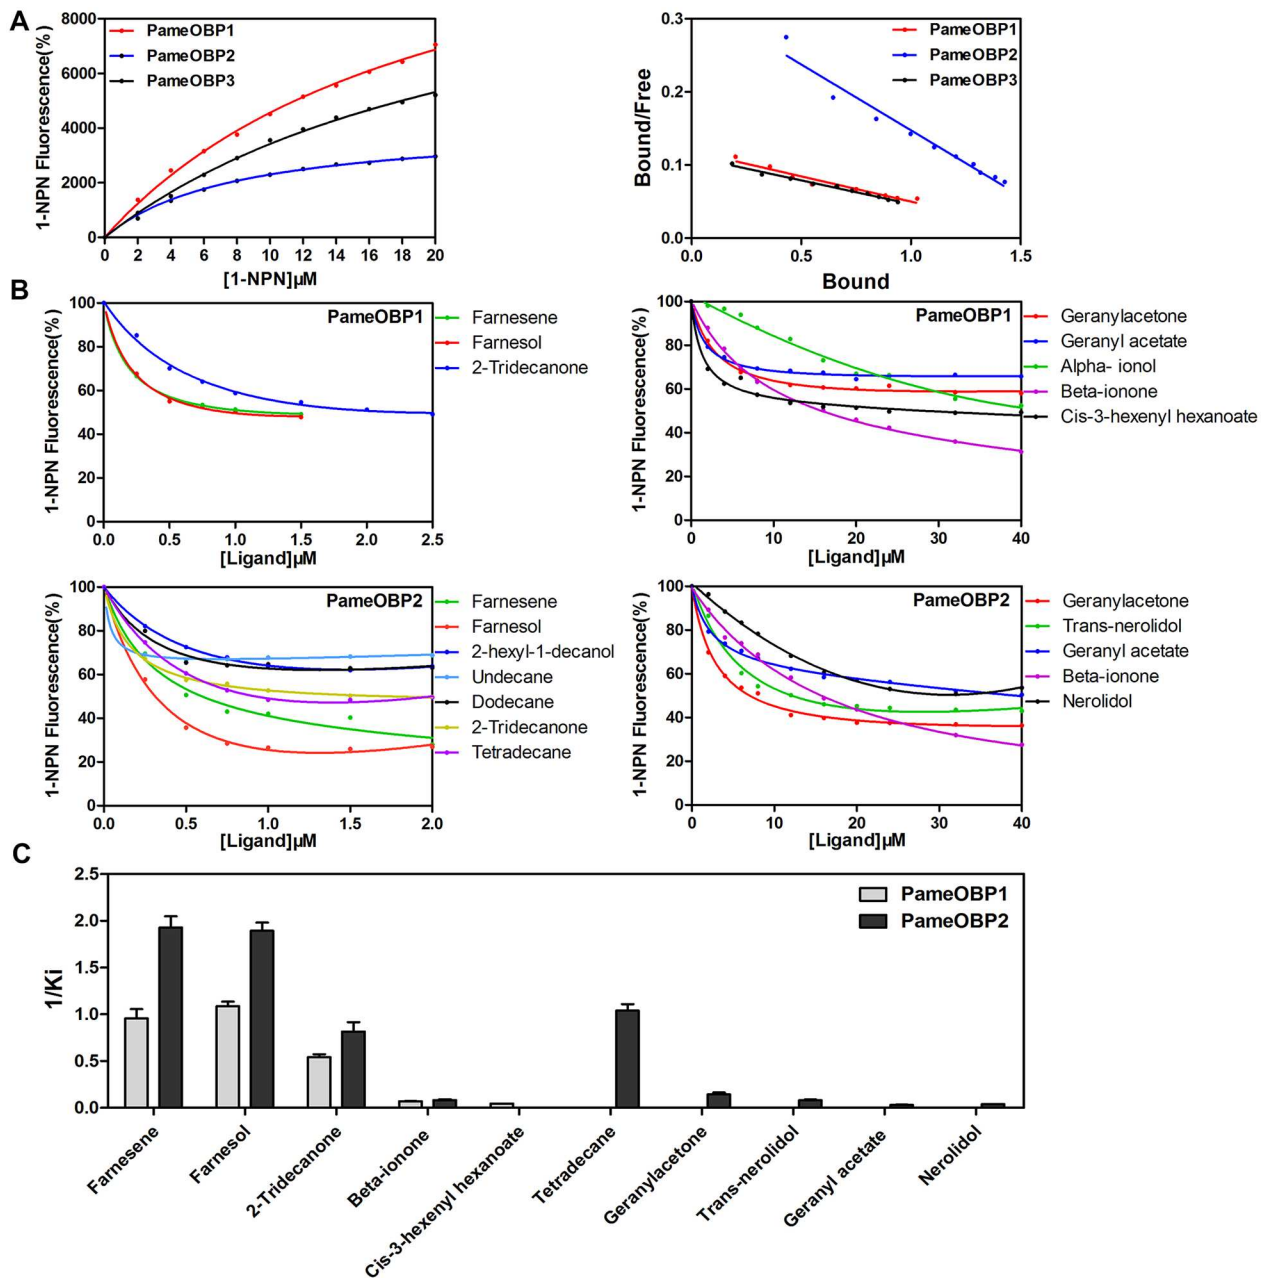 A
1-NPN Fluorescence(%)
8000
6000
4000
2000
0
PameOBP1
PameOBP2
PameOBP3
0 2 4 6 8 10 12 14 16 18 20
[1-NPN]µM
Bound/Free
0.3
0.2
0.1
0.0
PameOBP1
PameOBP2
PameOBP3
0.0 0.5 1.0 1.5
Bound
B
1-NPN Fluorescence(%)
100
80
60
40
20
0
PameOBP1
Farnesene
Farnesol
2-Tridecanone
0.0 0.5 1.0 1.5 2.0 2.5
[Ligand]µM
1-NPN Fluorescence(%)
100
80
60
40
20
0
PameOBP1
Geranylacetone
Geranyl acetate
Alpha- ionol
Beta-ionone
Cis-3-hexenyl hexanoate
0 10 20 30 40
[Ligand]µM
1-NPN Fluorescence(%)
100
80
60
40
20
0
PameOBP2
Farnesene
Farnesol
2-hexyl-1-decanol
Undecane
Dodecane
2-Tridecanone
Tetradecane
0.0 0.5 1.0 1.5 2.0
[Ligand]µM
1-NPN Fluorescence(%)
100
80
60
40
20
0
PameOBP2
Geranylacetone
Trans-nerolidol
Geranyl acetate
Beta-ionone
Nerolidol
0 10 20 30 40
[Ligand]µM
C
1/Ki
2.5
2.0
1.5
1.0
0.5
0.0
PameOBP1
PameOBP2
Farnesene
Farnesol
2-Tridecanone
Beta-ionone
Cis-3-hexenyl hexanoate
Tetradecane
Geranylacetone
Trans-nerolidol
Geranyl acetate
Nerolidol